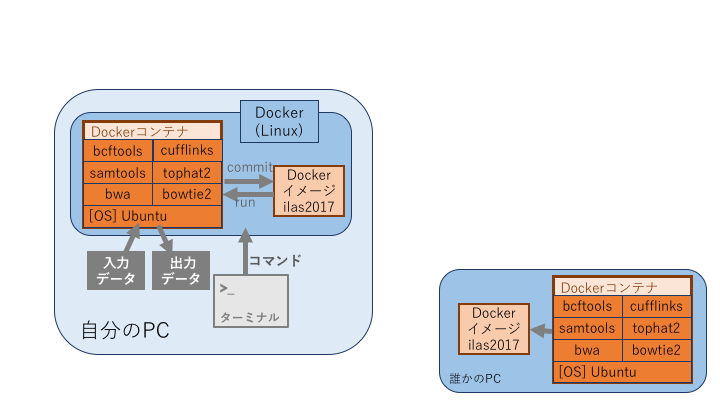 Docker
(Linux)
Dockerコンテナ
bcftools
cufflinks
samtools
tophat2
bwa
bowtie2
[OS] Ubuntu
commit
run
Docker
イメージ
ilas2017
入力
データ
出力
データ
コマンド
>_
ターミナル
自分のPC
Dockerコンテナ
bcftools
cufflinks
samtools
tophat2
bwa
bowtie2
[OS] Ubuntu
Docker
イメージ
ilas2017
誰かのPC